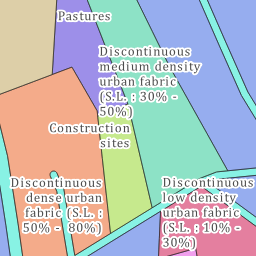 Pastures
Discontinuous
medium density
urban fabric
(S.L. : 30% -
50%)
Construction
sites
Discontinuous
dense urban
fabric (S.L. :
50% -  80%)
Discontinuous
low density
urban fabric
(S.L. : 10% -
30%)